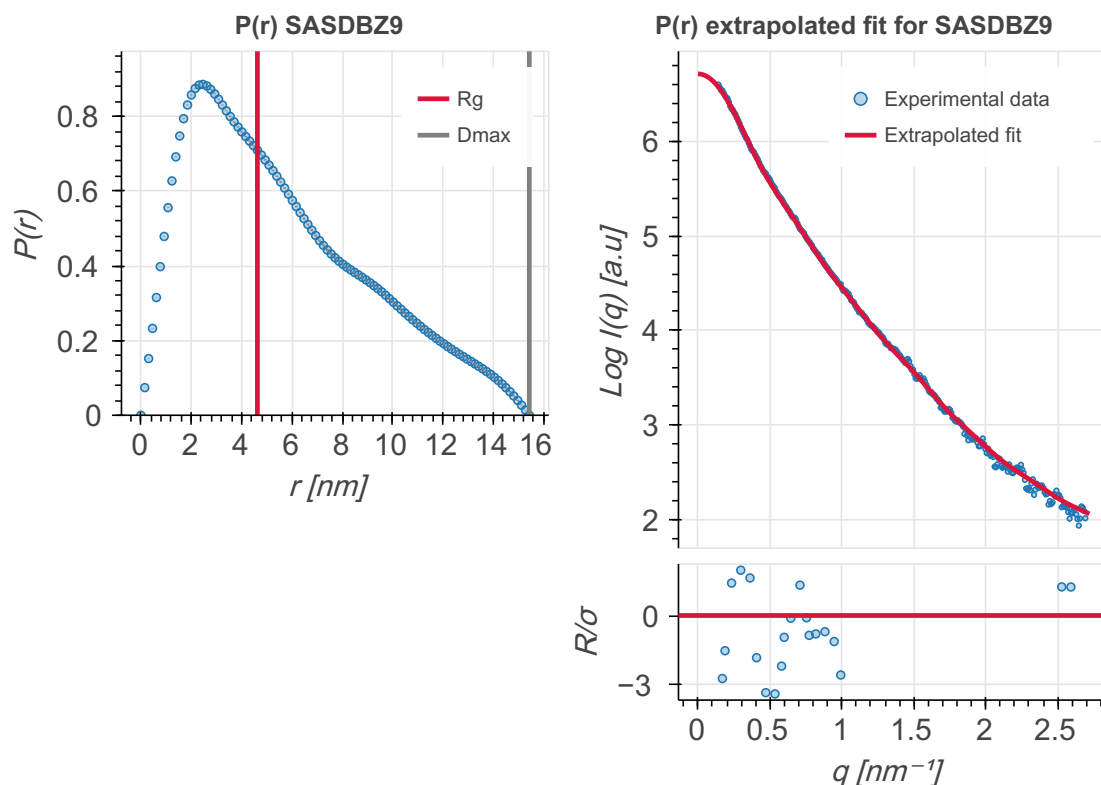 P(r) SASDBZ9
Rg
Dmax
P(r)
0.8
0.6
0.4
0.2
0
0 2 4 6 8 10 12 14 16
r [nm]
P(r) extrapolated fit for SASDBZ9
Experimental data
Extrapolated fit
Log I(q) [a.u]
6
5
4
3
2
R/σ
0
−3
0 0.5 1 1.5 2 2.5
q [nm⁻¹]